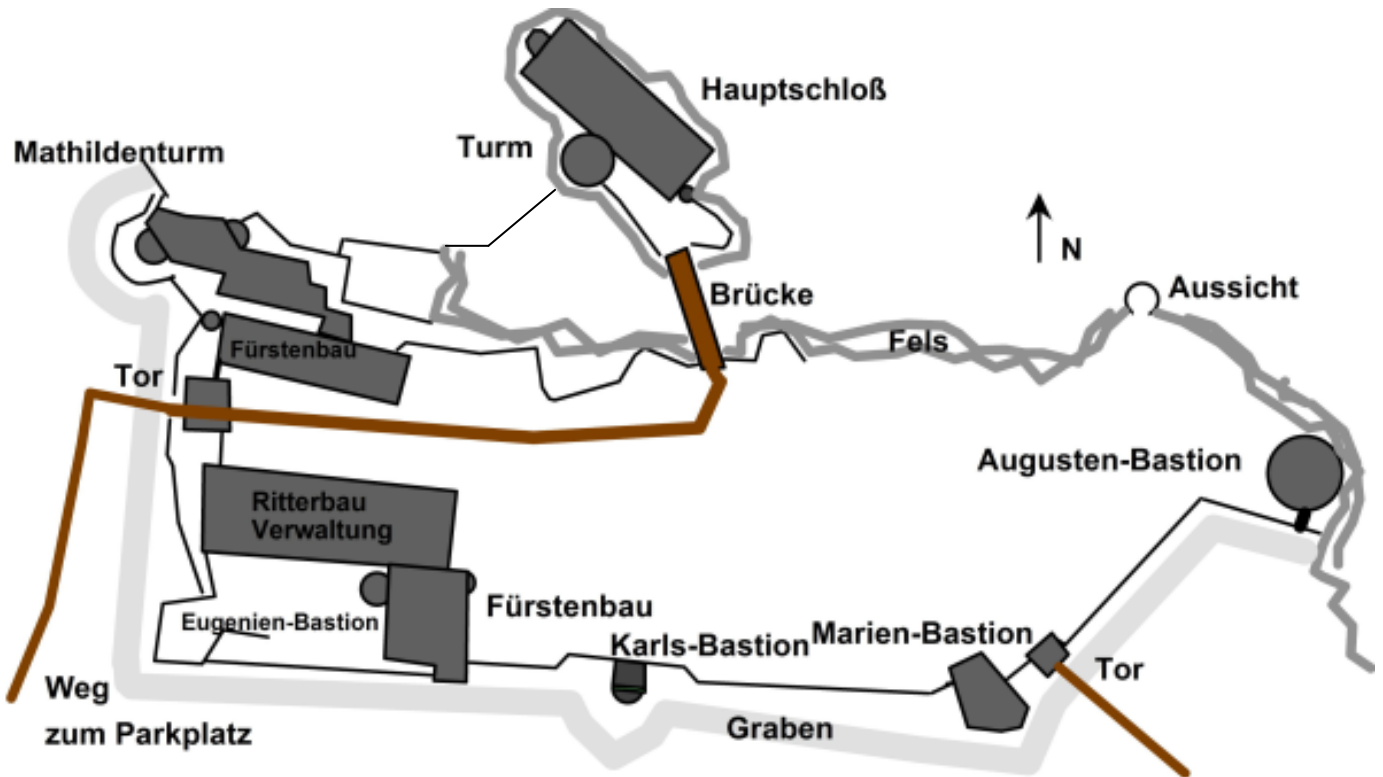 Hauptschloß
Turm
Mathildenturm
N
Brücke
Aussicht
Fels
Fürstenbau
Tor
Augusten-Bastion
Ritterbau
Verwaltung
Fürstenbau
Eugenien-Bastion
Karls-Bastion
Marien-Bastion
Tor
Weg
zum Parkplatz
Graben